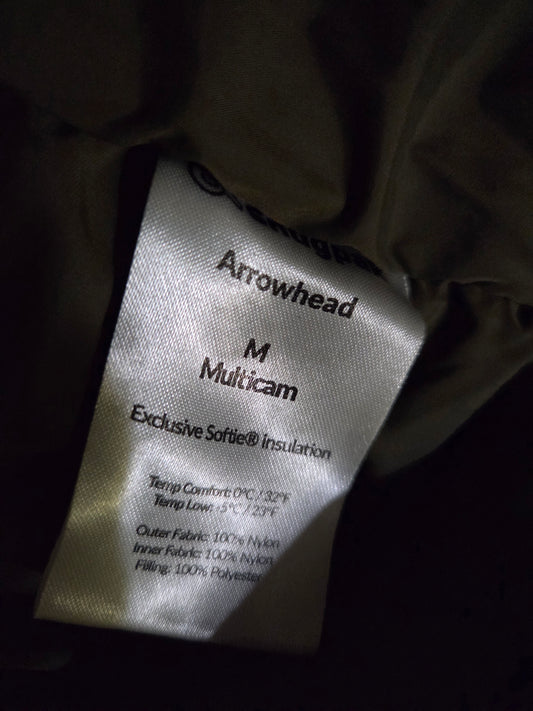 Arrowhead
M
Multicam
Exclusive Softie® Insulation
Temp Comfort: 0°C / 32°F
Temp Low: -5°C / 23°F
Outer Fabric: 100% Nylon
Inner Fabric: 100% Nylon
Filling: 100% Polyester